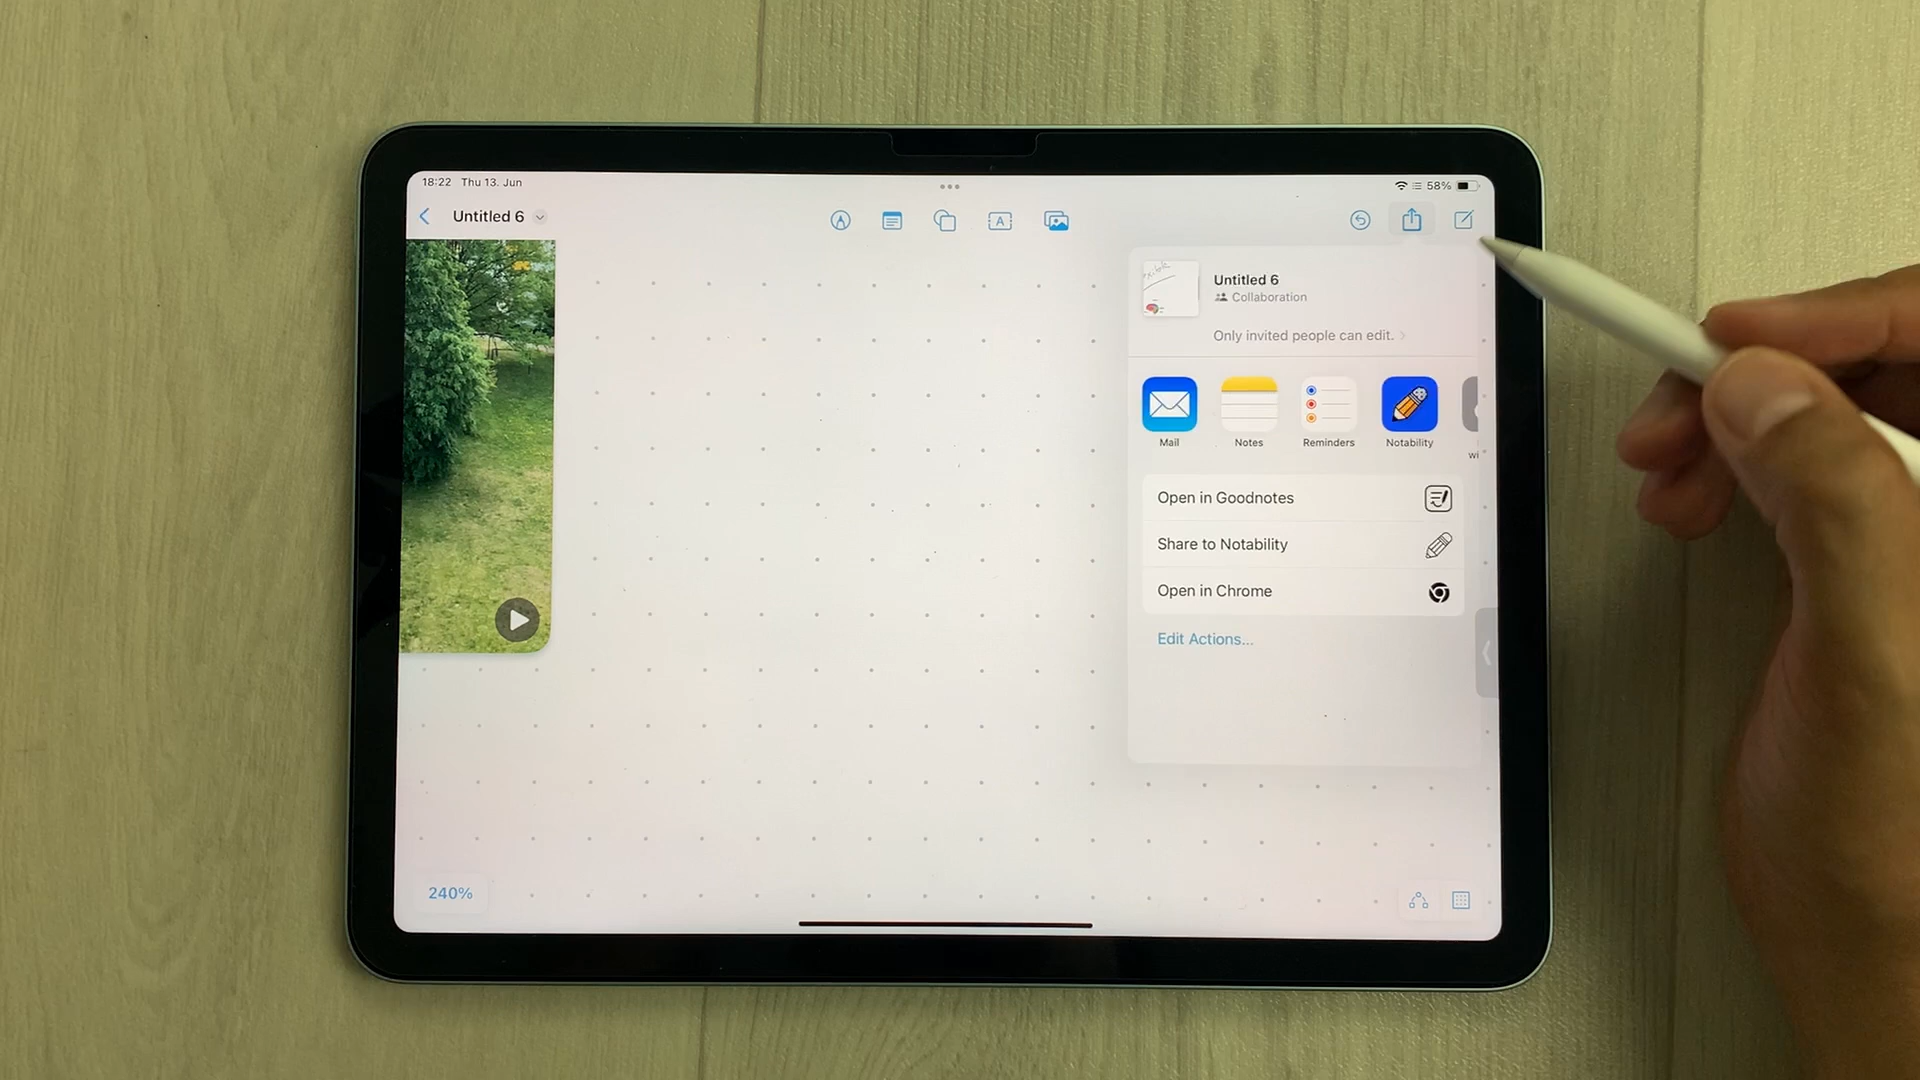 18:22 Thu 13. Jun
58%
Untitled 6
A
Untitled 6
Collaboration
Only invited people can edit. >
Mail
Notes
Reminders
Notability
wi
Open in Goodnotes
Share to Notability
Open in Chrome
Edit Actions...
240%